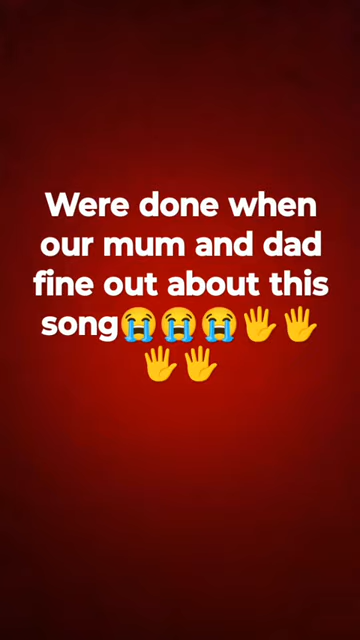 Were done when
our mum and dad
fine out about this
song😭😭😭🖐🖐
🖐🖐